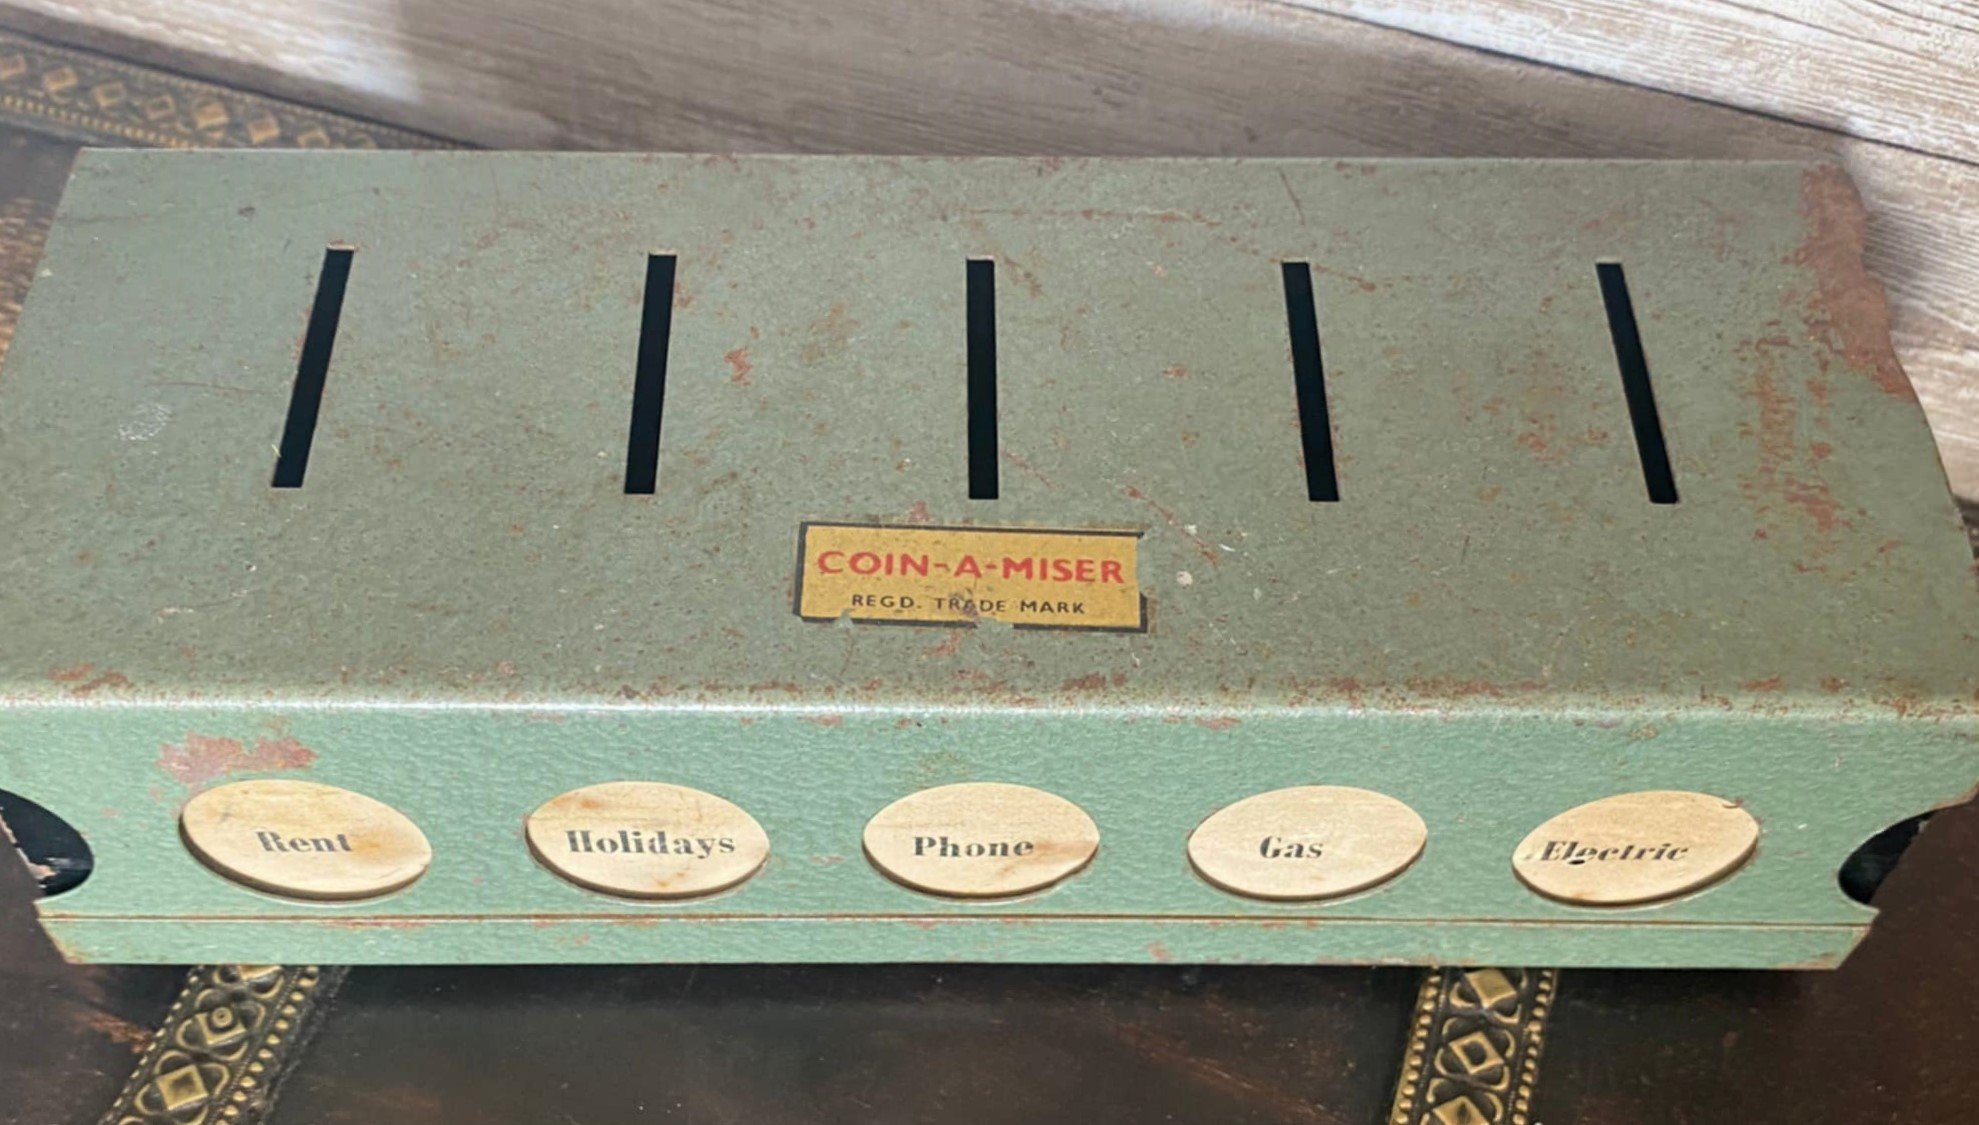 COIN-A-MISER
REGD. TRADE MARK
Rent Holidays Phone Gas Electric